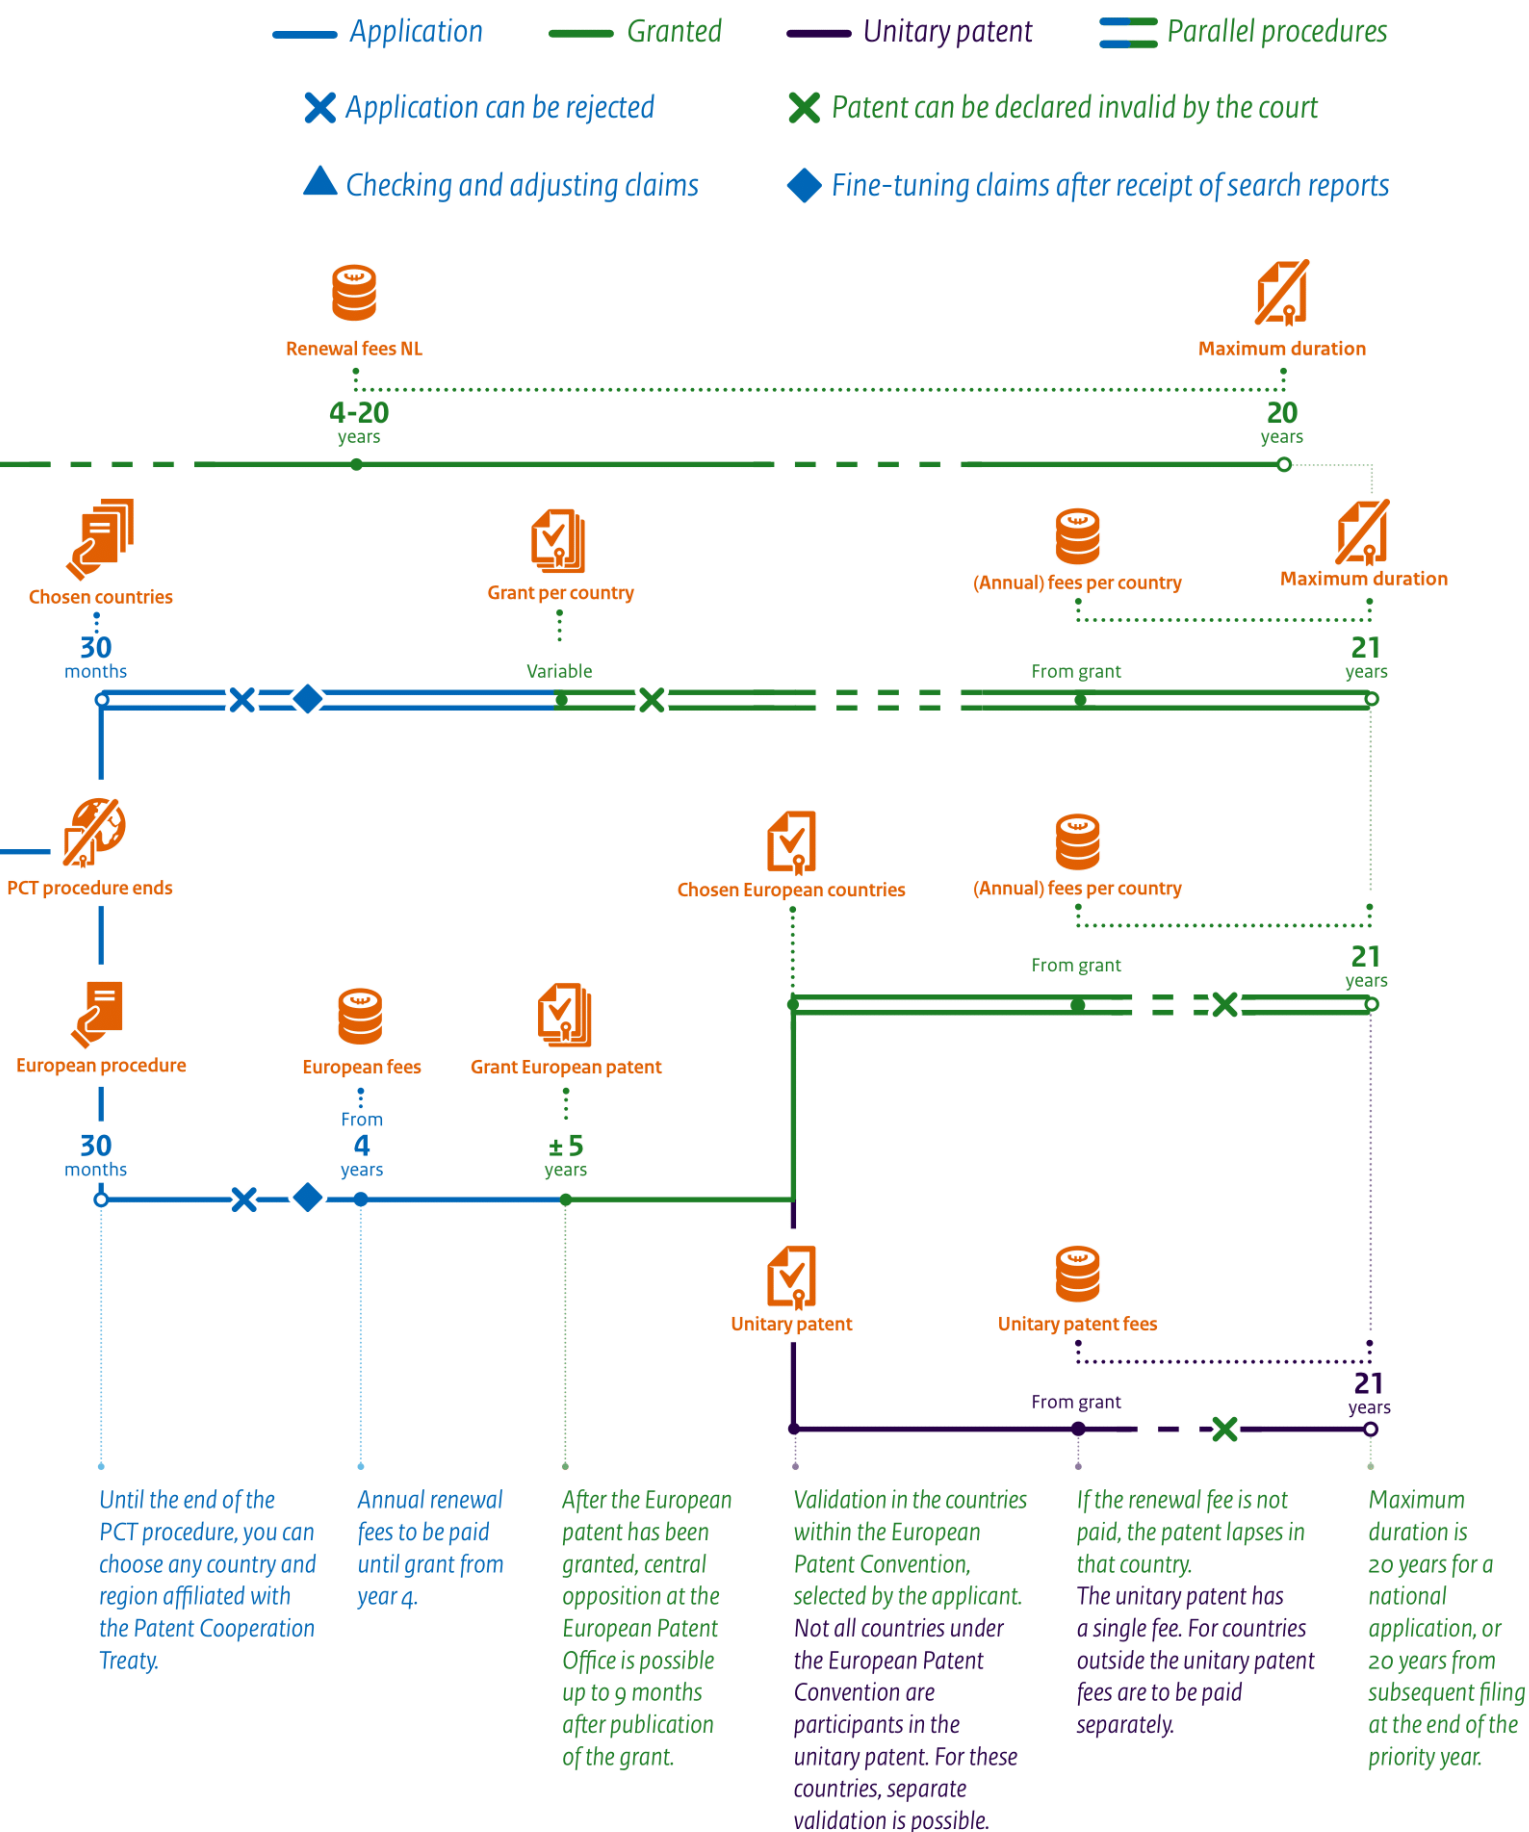 Application
Granted
Unitary patent
Parallel procedures
Application can be rejected
Patent can be declared invalid by the court
Checking and adjusting claims
Fine-tuning claims after receipt of search reports
Renewal fees NL
Maximum duration
4-20
years
20
years
Chosen countries
Grant per country
(Annual) fees per country
Maximum duration
30
months
Variable
From grant
21
years
PCT procedure ends
Chosen European countries
(Annual) fees per country
From grant
21
years
European procedure
European fees
Grant European patent
30
months
From
4
years
± 5
years
Unitary patent
Unitary patent fees
From grant
21
years
Until the end of the
PCT procedure, you can
choose any country and
region affiliated with
the Patent Cooperation
Treaty.
Annual renewal
fees to be paid
until grant from
year 4.
After the European
patent has been
granted, central
opposition at the
European Patent
Office is possible
up to 9 months
after publication
of the grant.
Validation in the countries
within the European
Patent Convention,
selected by the applicant.
Not all countries under
the European Patent
Convention are
participants in the
unitary patent. For these
countries, separate
validation is possible.
If the renewal fee is not
paid, the patent lapses in
that country.
The unitary patent has
a single fee. For countries
outside the unitary patent
fees are to be paid
separately.
Maximum
duration is
20 years for a
national
application, or
20 years from
subsequent filing
at the end of the
priority year.